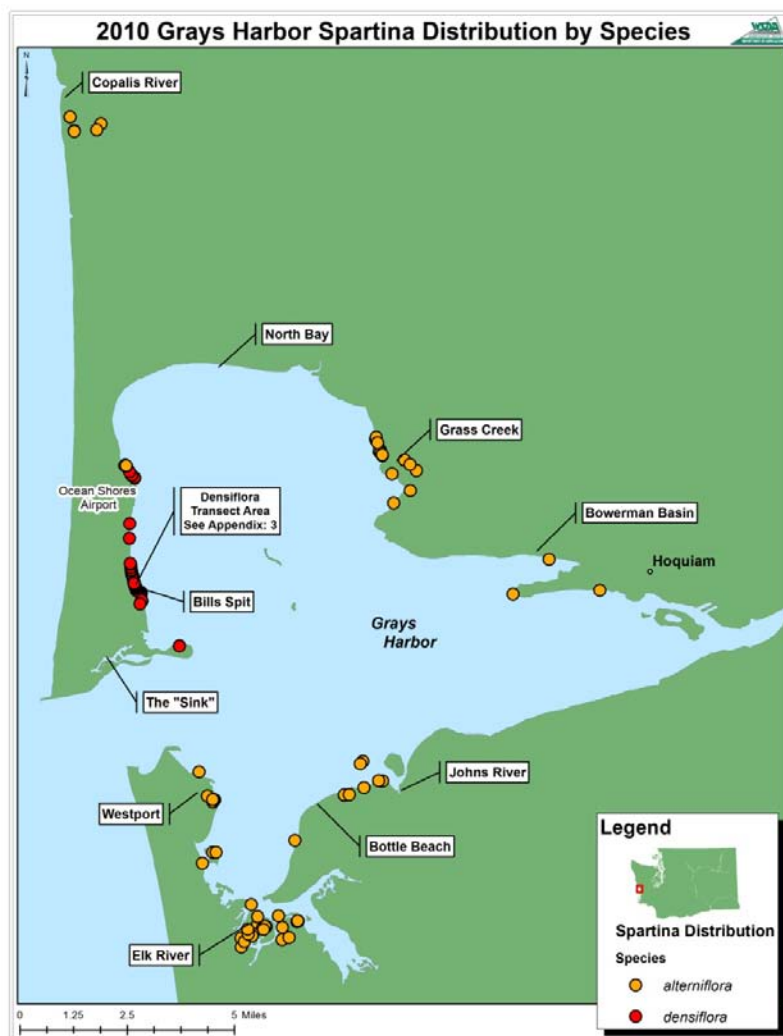 2010 Grays Harbor Spartina Distribution by Species
N
Copalis River
North Bay
Grass Creek
Ocean Shores
Airport
Densiflora
Transect Area
See Appendix: 3
Bowerman Basin
Hoquiam
Bills Spit
Grays
Harbor
The "Sink"
Johns River
Westport
Bottle Beach
Elk River
Legend
Spartina Distribution
Species
alterniflora
densiflora
0 1.25 2.5 5 Miles